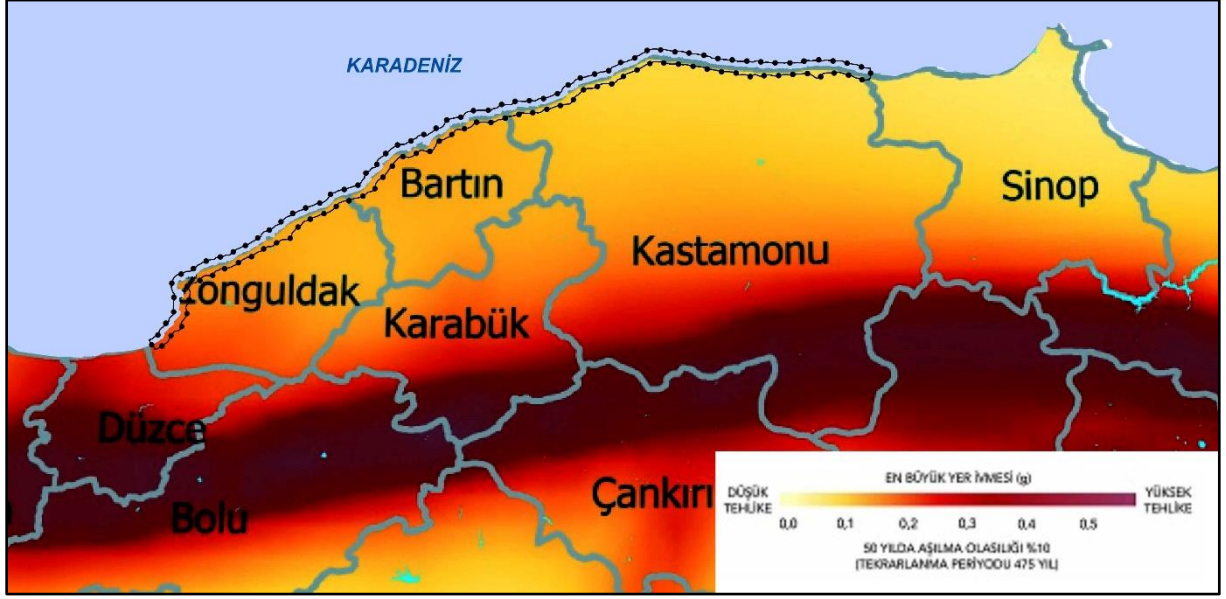 KARADENİZ
Bartın
Sinop
Kastamonu
Zonguldak
Karabük
Düzce
Bolu
Çankırı
EN BÜYÜK YER İVMESİ (g)
DÜŞÜK TEHLİKE
YÜKSEK TEHLİKE
0,0 0,1 0,2 0,3 0,4 0,5
50 YILDA AŞILMA OLASILIĞI %10
(TEKRARLANMA PERİYODU 475 YIL)